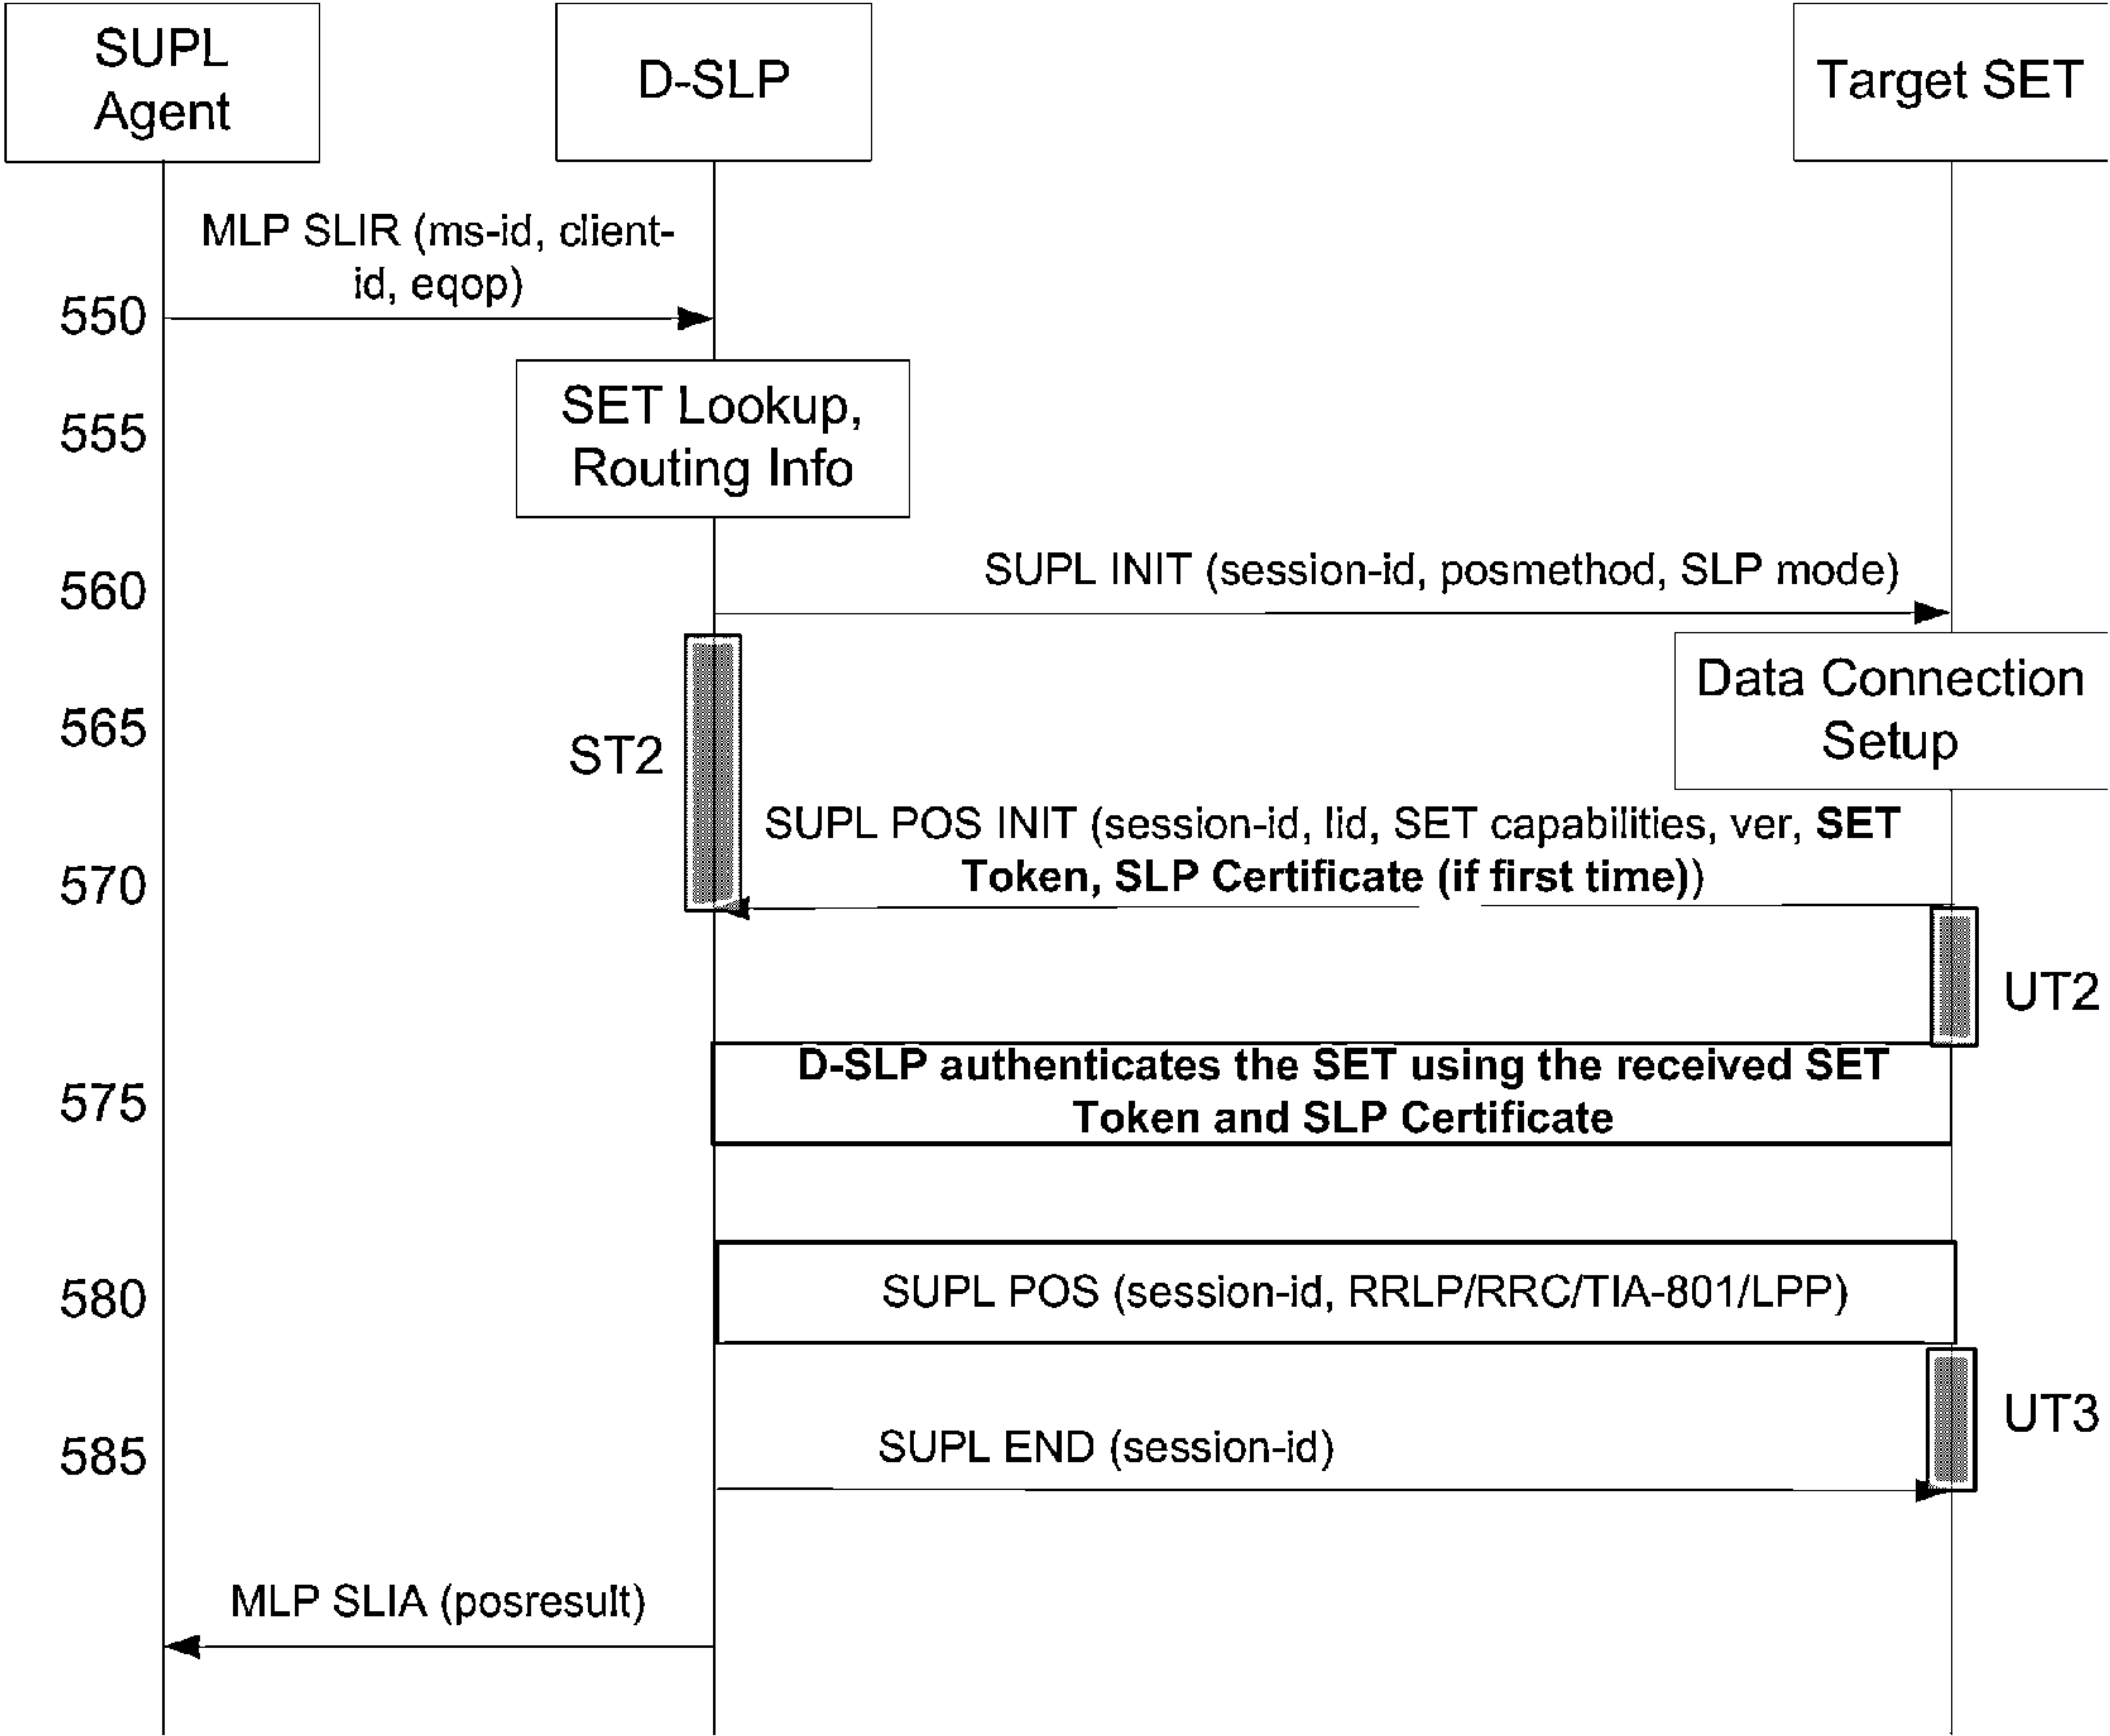 SUPL
Agent
D-SLP
Target SET
MLP SLIR (ms-id, client-
id, eqop)
550
SET Lookup,
Routing Info
555
SUPL INIT (session-id, posmethod, SLP mode)
560
Data Connection
Setup
565
ST2
SUPL POS INIT (session-id, lid, SET capabilities, ver, SET
Token, SLP Certificate (if first time))
570
UT2
D-SLP authenticates the SET using the received SET
Token and SLP Certificate
575
SUPL POS (session-id, RRLP/RRC/TIA-801/LPP)
580
UT3
SUPL END (session-id)
585
MLP SLIA (posresult)